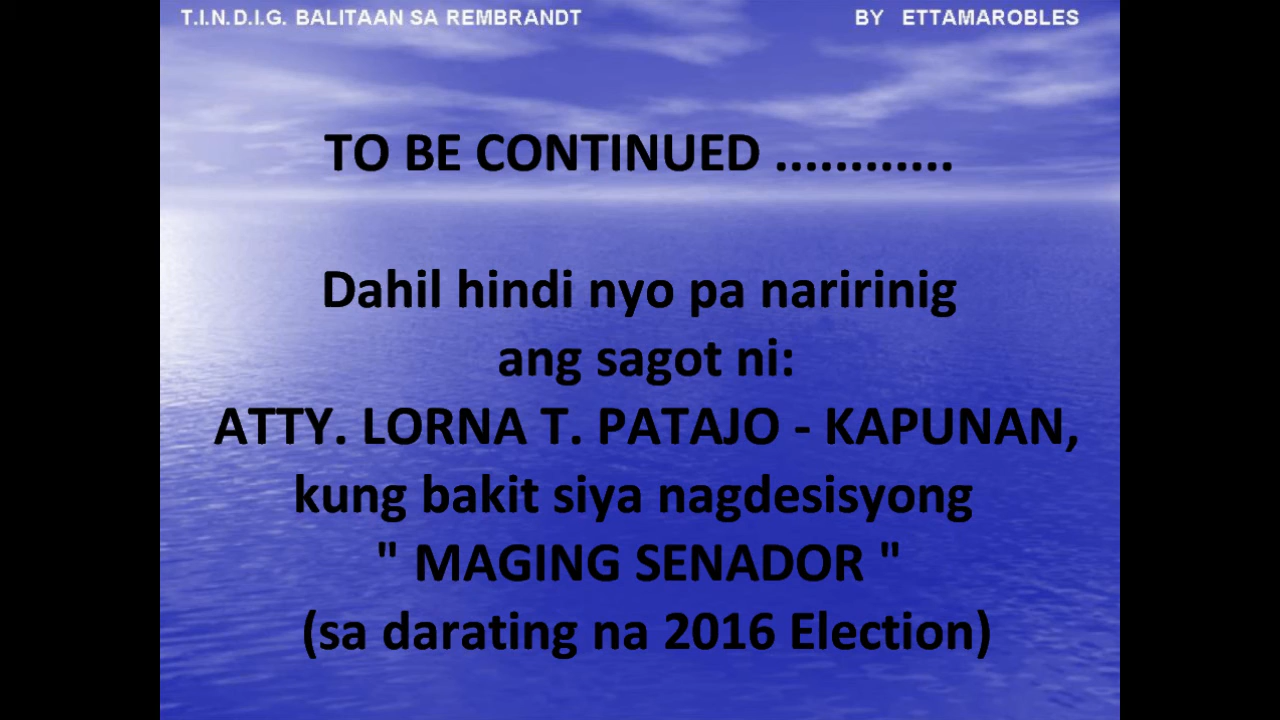 T.I.N.D.I.G. BALITAAN SA REMBRANDT BY ETTAMAROBLES
TO BE CONTINUED ............
Dahil hindi nyo pa naririnig
ang sagot ni:
ATTY. LORNA T. PATAJO - KAPUNAN,
kung bakit siya nagdesisyong
" MAGING SENADOR "
(sa darating na 2016 Election)